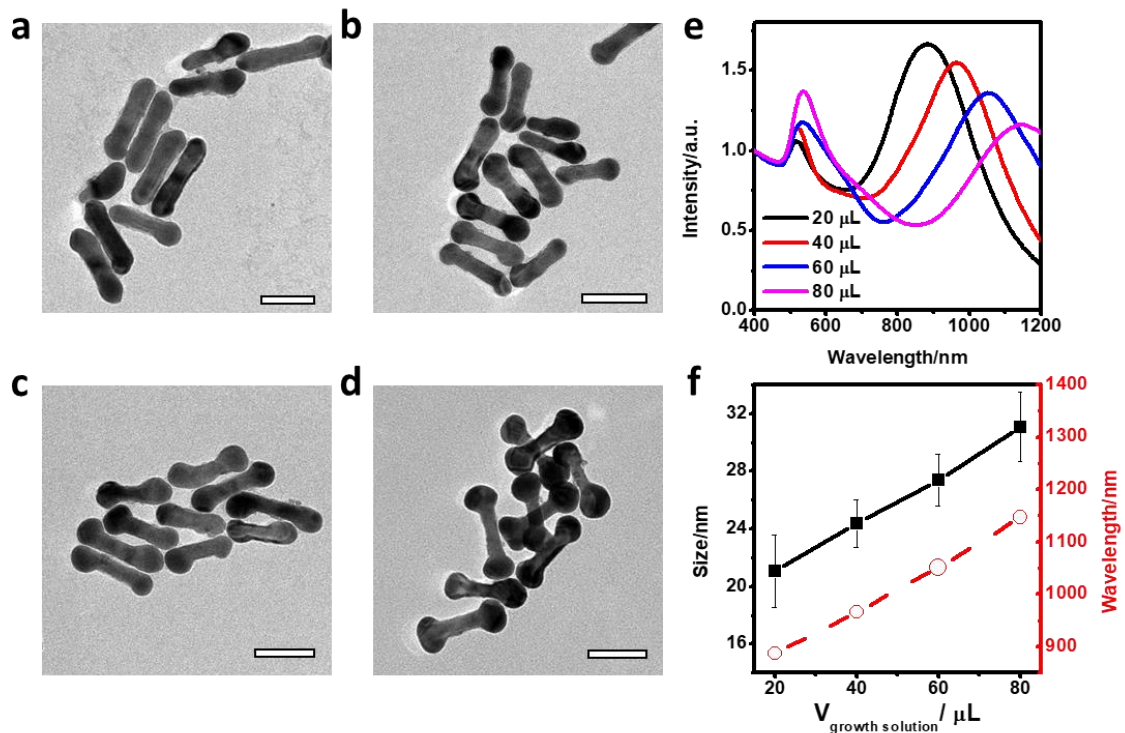 a
b
c
d
e
Intensity/a.u.
1.5
1.0
0.5
0.0
20 μL
40 μL
60 μL
80 μL
400 600 800 1000 1200
Wavelength/nm
f
Size/nm
32
28
24
20
16
1400
1300
1200
1100
1000
900
Wavelength/nm
20 40 60 80
V growth solution / μL